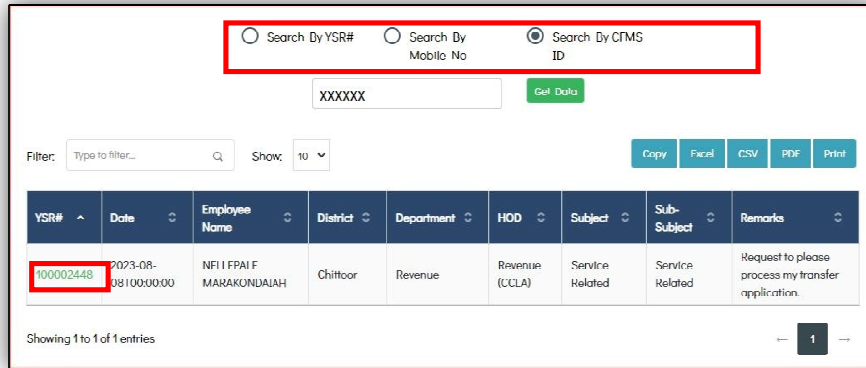 Search By YSR# Search By Mobile No Search By CFMS ID
XXXXXX Get Data
Filter: Type to filter... Show: 10 Copy Excel CSV PDF Print
YSR# Date Employee Name District Department HOD Subject Sub-Subject Remarks
100002448 2023-08-08T00:00:00 NELLEPALE MARAKONDAIAH Chittoor Revenue Revenue (CCLA) Service Related Service Related Request to please process my transfer application.
Showing 1 to 1 of 1 entries ← 1 →